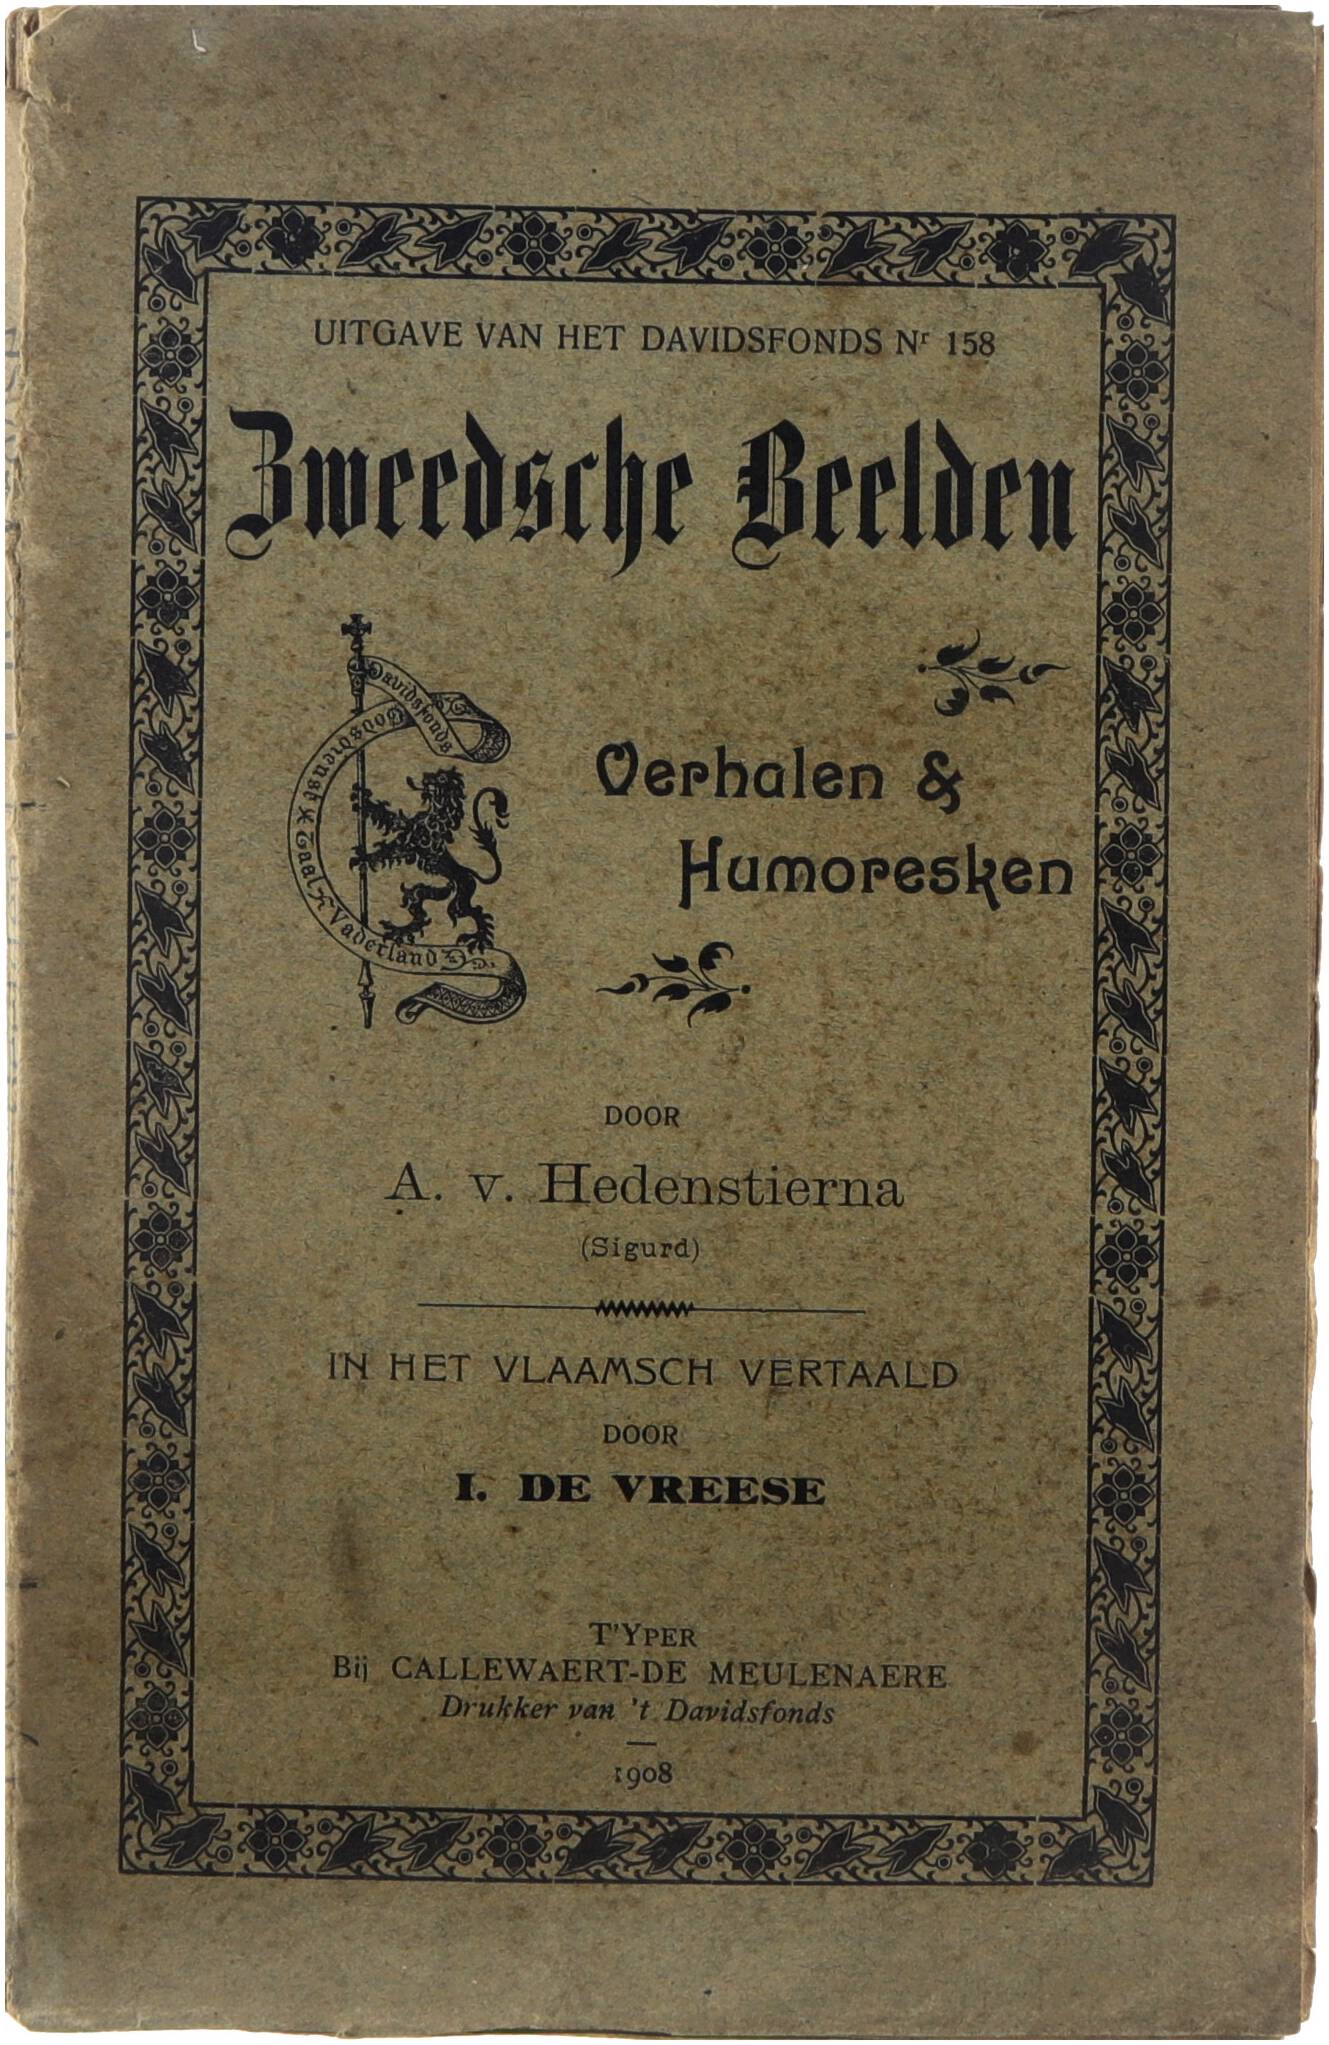 UITGAVE VAN HET DAVIDSFONDS Nr 158
Zweedsche Beelden
Davidsfonds
Godsdienst
Taal
Vaderland
Verhalen &
Humoresken
DOOR
A. v. Hedenstierna
(Sigurd)
IN HET VLAAMSCH VERTAALD
DOOR
I. DE VREESE
T'YPER
Bij CALLEWAERT-DE MEULENAERE
Drukker van 't Davidsfonds
1908